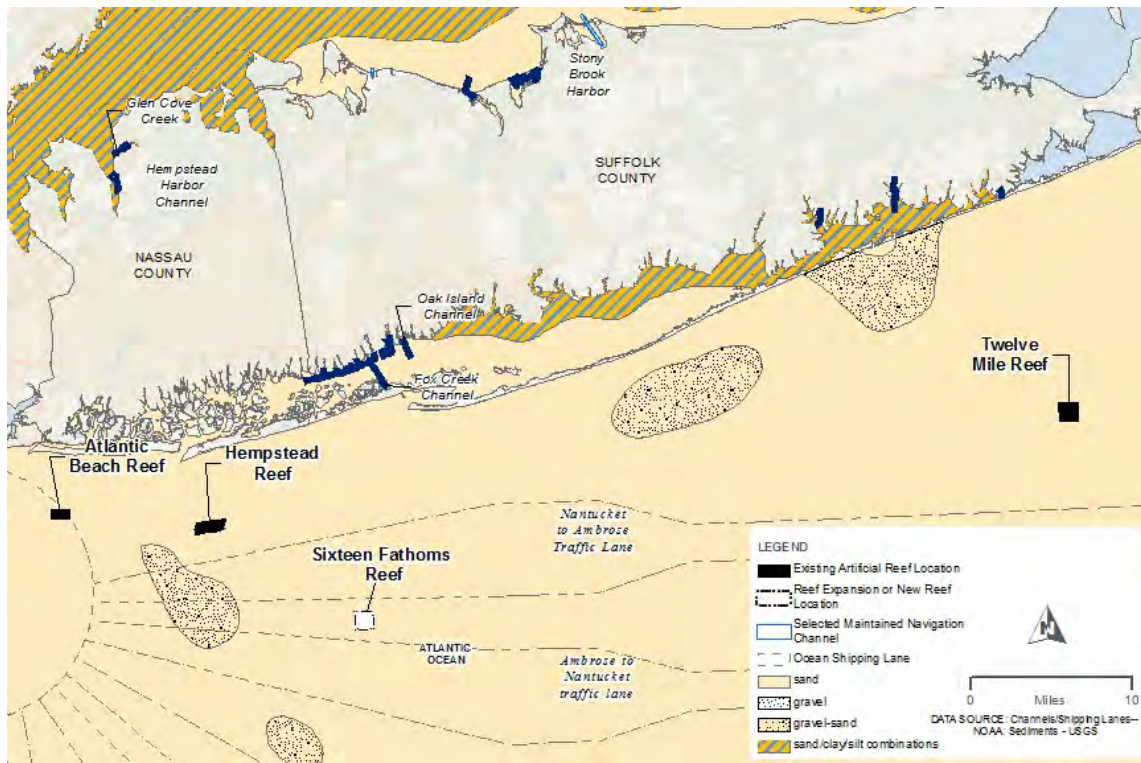 Stony
Brook
Harbor
Glen Cove
Creek
Hempstead
Harbor
Channel
SUFFOLK
COUNTY
NASSAU
COUNTY
Oak Island
Channel
Fox Creek
Channel
Twelve
Mile Reef
Atlantic
Beach Reef
Hempstead
Reef
Nantucket
to Ambrose
Traffic Lane
Sixteen Fathoms
Reef
ATLANTIC
OCEAN
Ambrose to
Nantucket
traffic lane
LEGEND
Existing Artificial Reef Location
Reef Expansion or New Reef
Location
Selected Maintained Navigation
Channel
Ocean Shipping Lane
sand
gravel
gravel-sand
sand/clay/silt combinations
N
0 Miles 10
DATA SOURCE: Channels/Shipping Lanes--
NOAA: Sediments - USGS